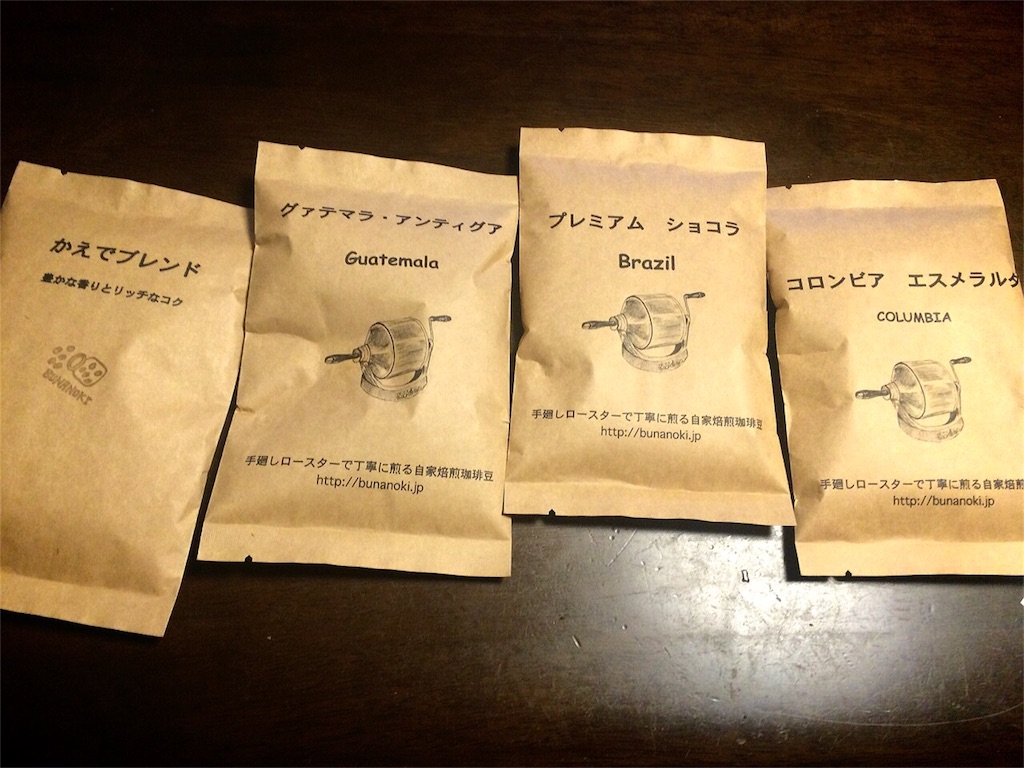 かえでブレンド
豊かな香りとリッチなコク
BUNANOKI
グァテマラ・アンティグア
Guatemala
手廻しロースターで丁寧に煎る自家焙煎珈琲豆
http://bunanoki.jp
プレミアム ショコラ
Brazil
手廻しロースターで丁寧に煎る自家焙煎珈琲豆
http://bunanoki.jp
コロンビア エスメラルダ
COLUMBIA
手廻しロースターで丁寧に煎る自家焙煎
http://bunanoki.jp